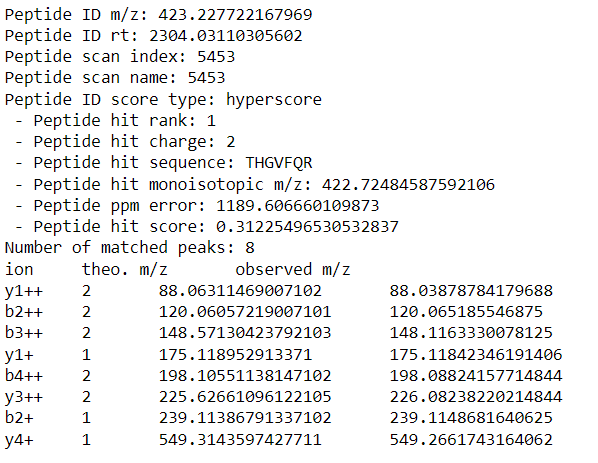 Peptide ID m/z: 423.227722167969
Peptide ID rt: 2304.03110305602
Peptide scan index: 5453
Peptide scan name: 5453
Peptide ID score type: hyperscore
- Peptide hit rank: 1
- Peptide hit charge: 2
- Peptide hit sequence: THGVFQR
- Peptide hit monoisotopic m/z: 422.72484587592106
- Peptide ppm error: 1189.606660109873
- Peptide hit score: 0.31225496530532837
Number of matched peaks: 8
ion theo. m/z observed m/z
y1++ 2 88.06311469007102 88.03878784179688
b2++ 2 120.06057219007101 120.065185546875
b3++ 2 148.57130423792103 148.1163330078125
y1+ 1 175.118952913371 175.11842346191406
b4++ 2 198.10551138147102 198.08824157714844
y3++ 2 225.62661096122105 226.08238220214844
b2+ 1 239.11386791337102 239.1148681640625
y4+ 1 549.3143597427711 549.2661743164062